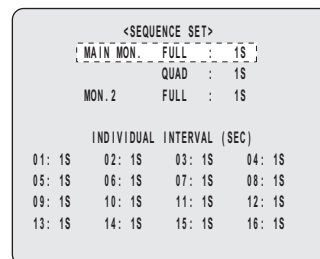 <SEQUENCE SET>
MAIN MON. FULL : 1S
QUAD : 1S
MON.2 FULL : 1S
INDIVIDUAL INTERVAL (SEC)
01: 1S 02: 1S 03: 1S 04: 1S
05: 1S 06: 1S 07: 1S 08: 1S
09: 1S 10: 1S 11: 1S 12: 1S
13: 1S 14: 1S 15: 1S 16: 1S